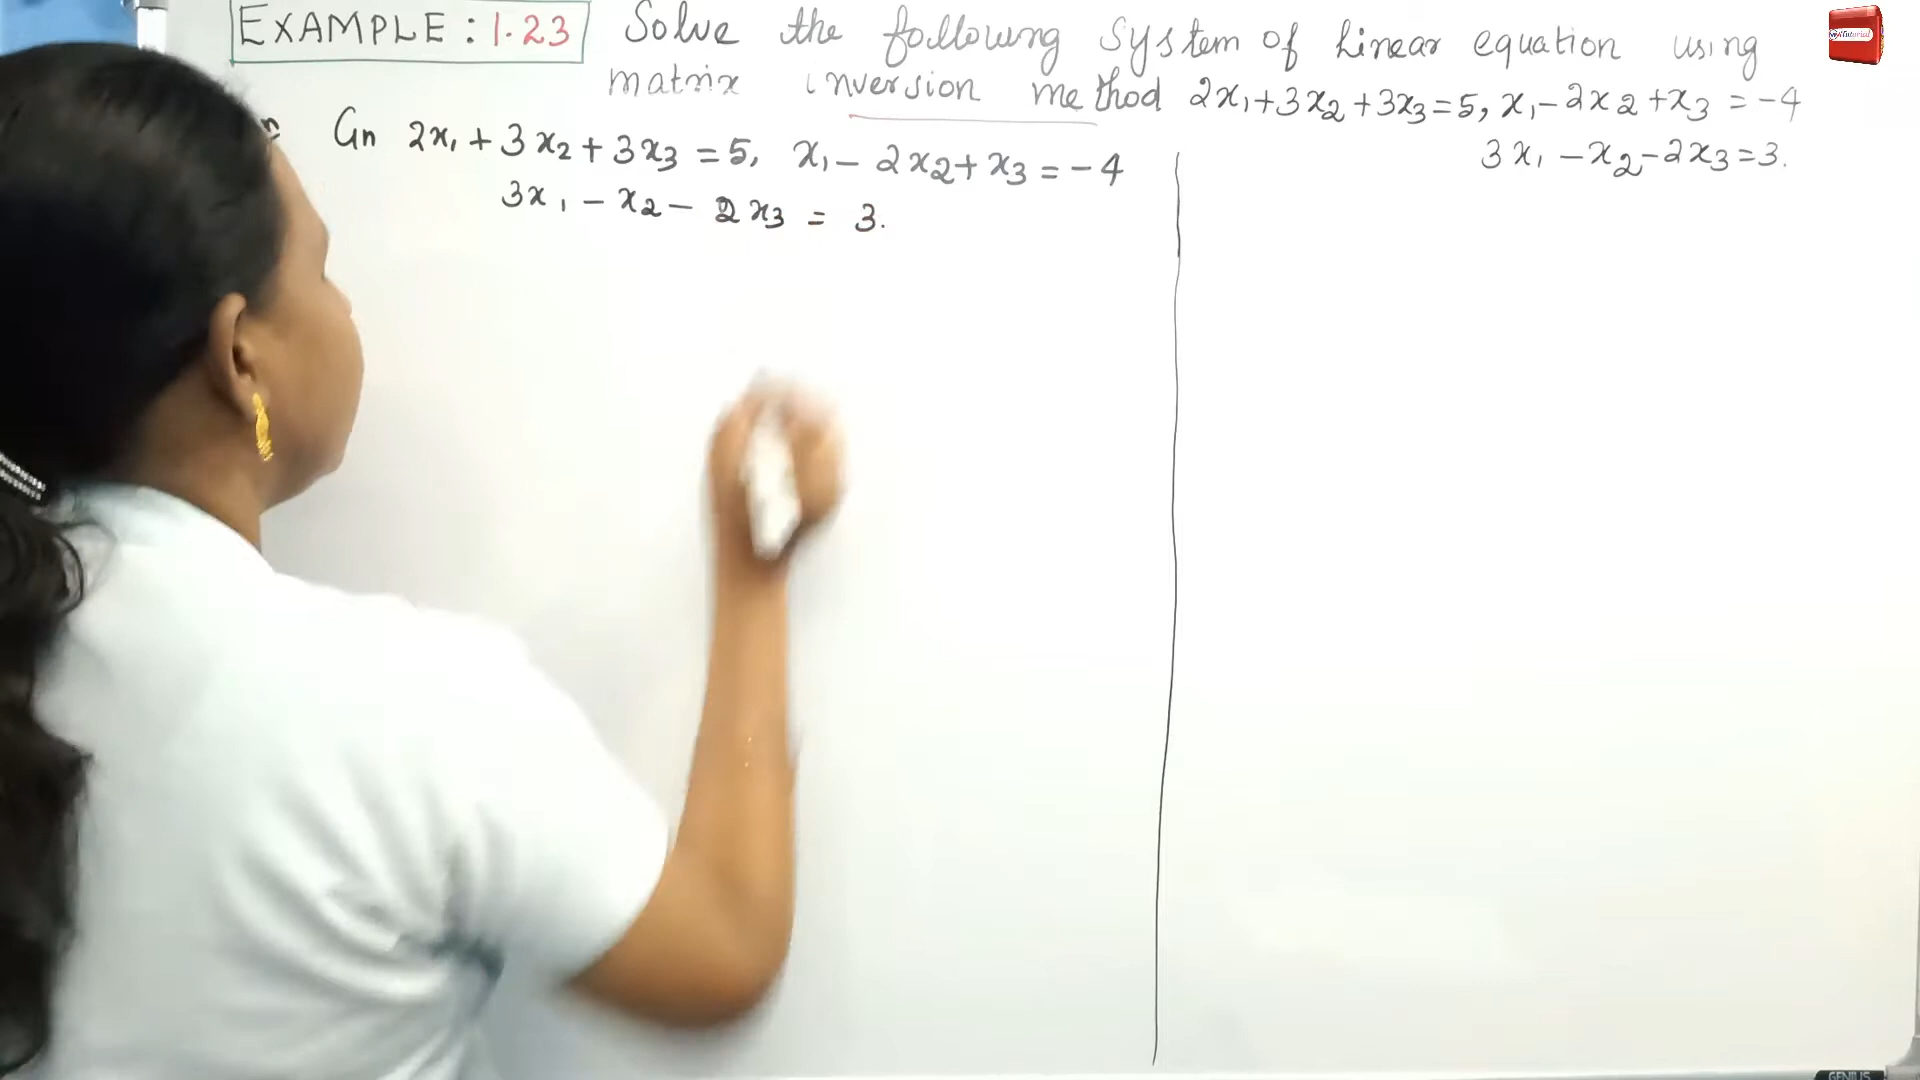 EXAMPLE : 1.23 Solve the following System of linear equation using
matrix inversion method 2x₁+3x₂+3x₃=5, x₁-2x₂+x₃=-4
3x₁-x₂-2x₃=3.
Gn 2x₁+3x₂+3x₃=5, x₁-2x₂+x₃=-4
3x₁-x₂-2x₃=3.
GENIUS